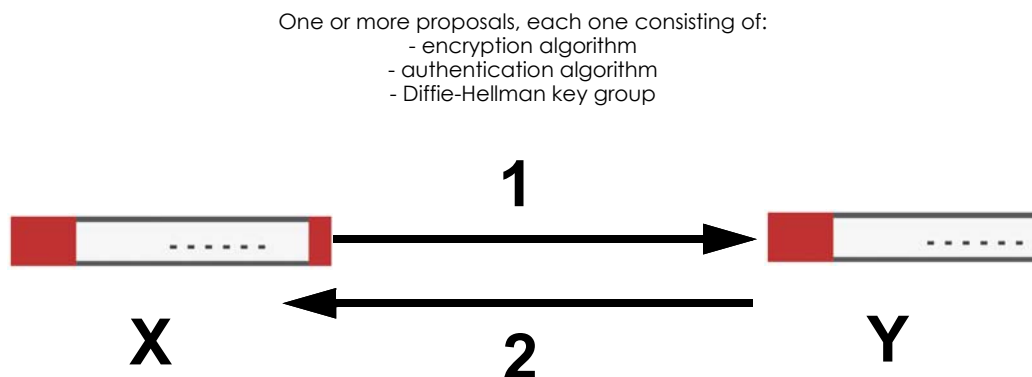 One or more proposals, each one consisting of:
- encryption algorithm
- authentication algorithm
- Diffie-Hellman key group
1
X
2
Y